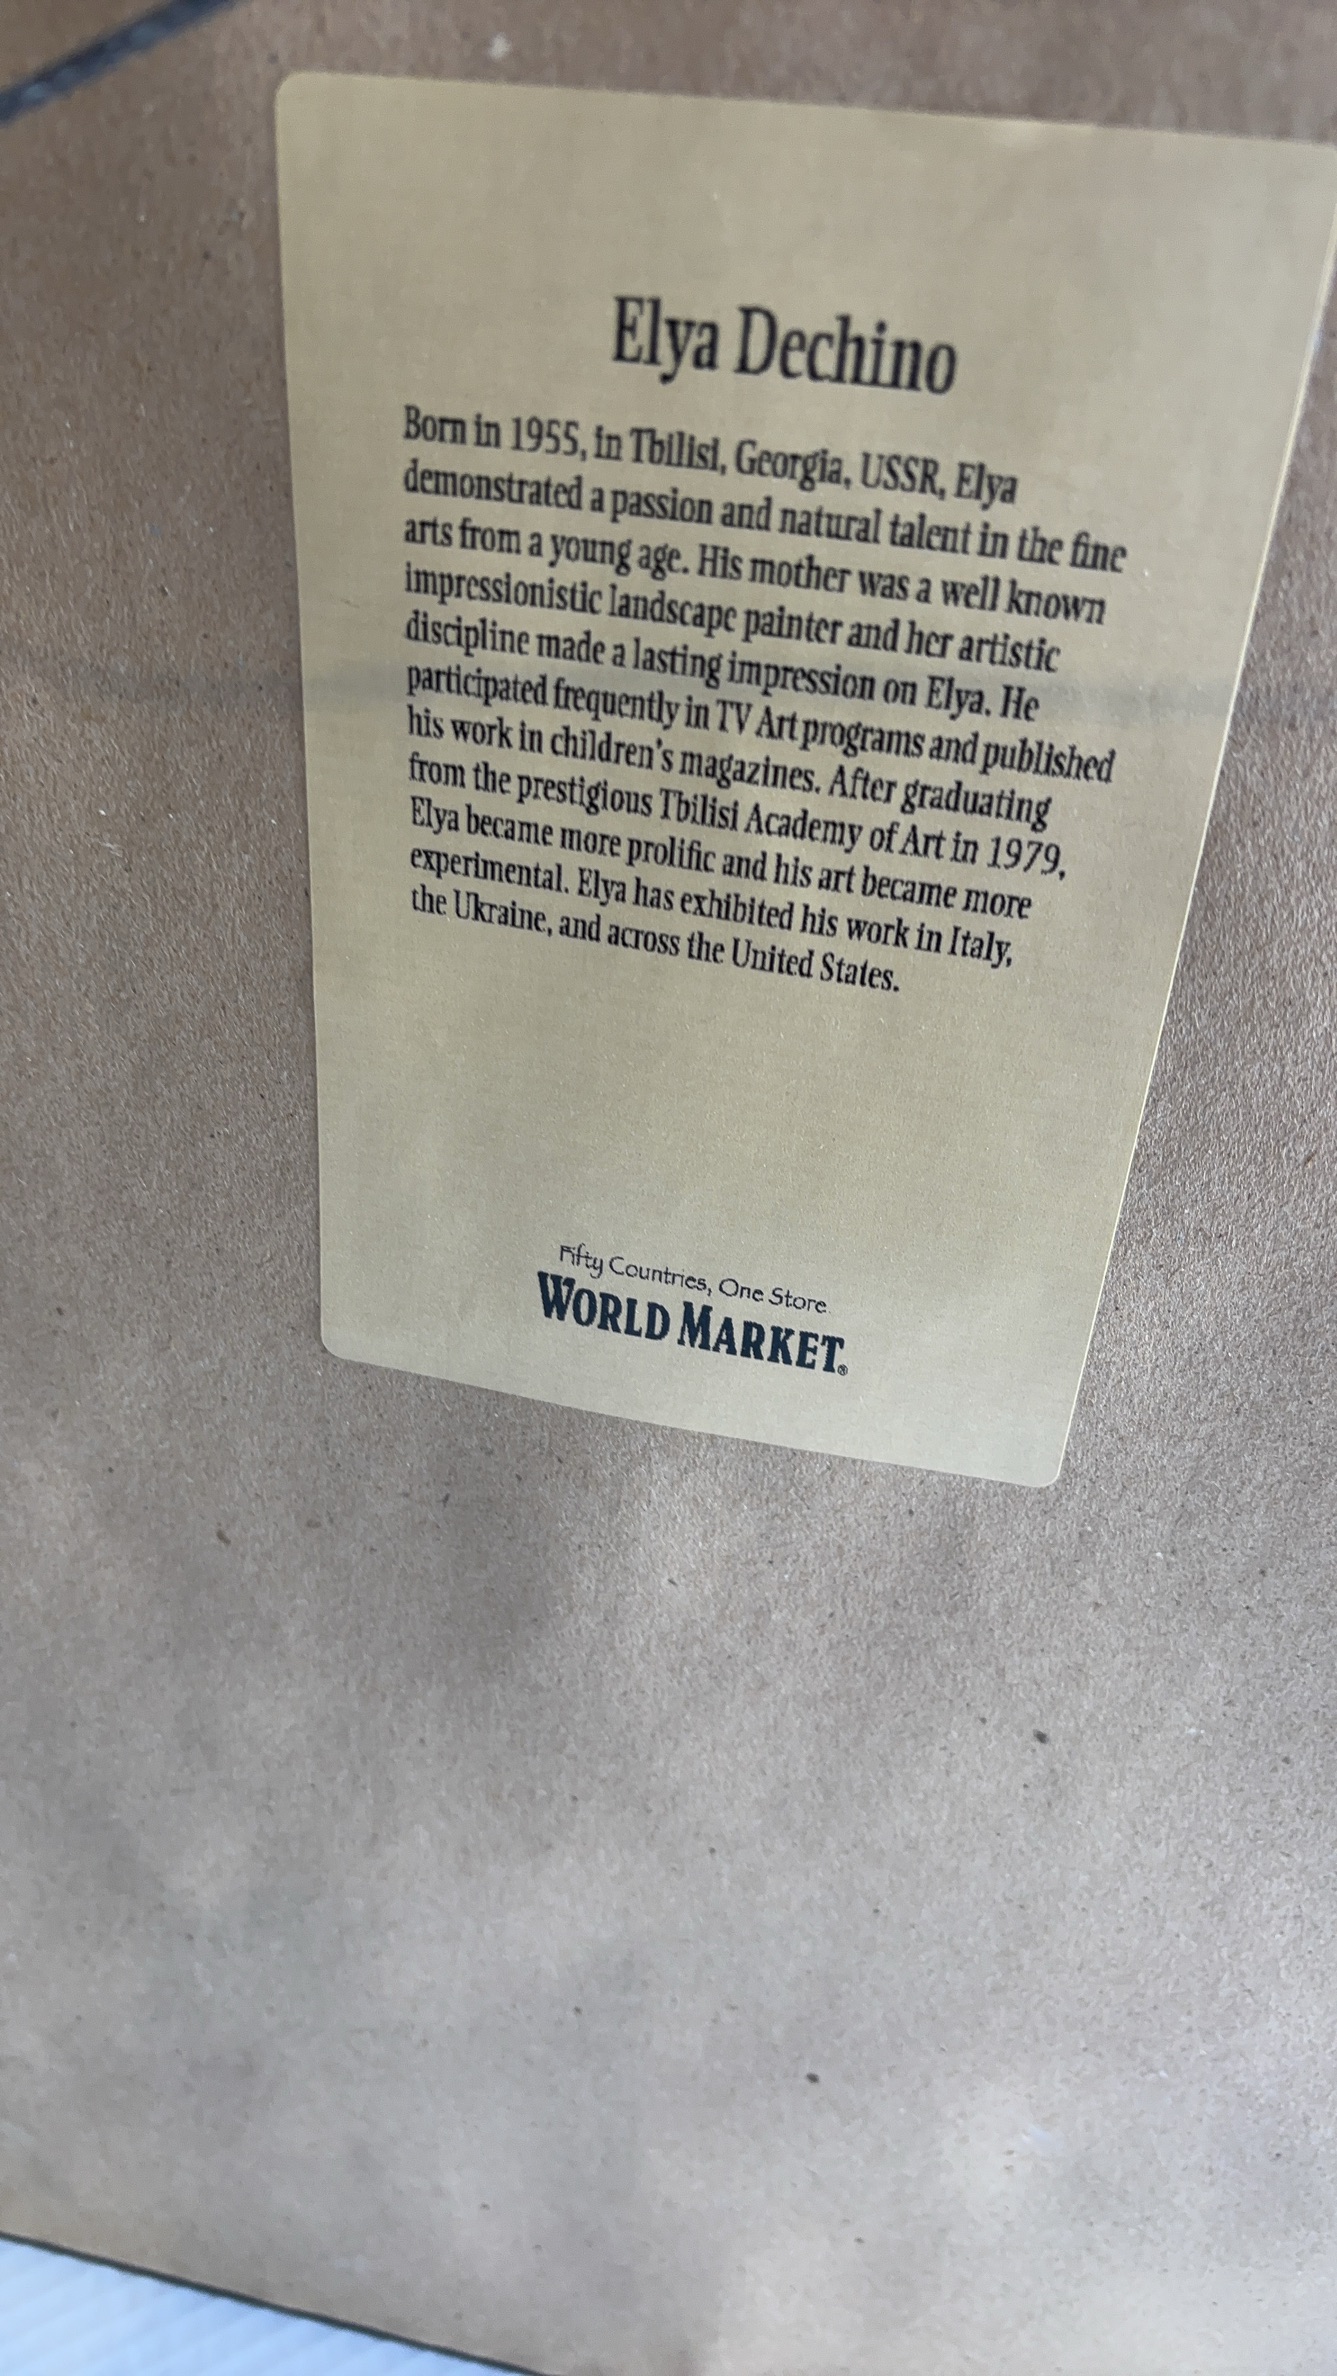 Elya Dechino
Born in 1955, in Tbilisi, Georgia, USSR, Elya
demonstrated a passion and natural talent in the fine
arts from a young age. His mother was a well known
impressionistic landscape painter and her artistic
discipline made a lasting impression on Elya. He
participated frequently in TV Art programs and published
his work in children's magazines. After graduating
from the prestigious Tbilisi Academy of Art in 1979,
Elya became more prolific and his art became more
experimental. Elya has exhibited his work in Italy,
the Ukraine, and across the United States.
Fifty Countries, One Store
WORLD MARKET®